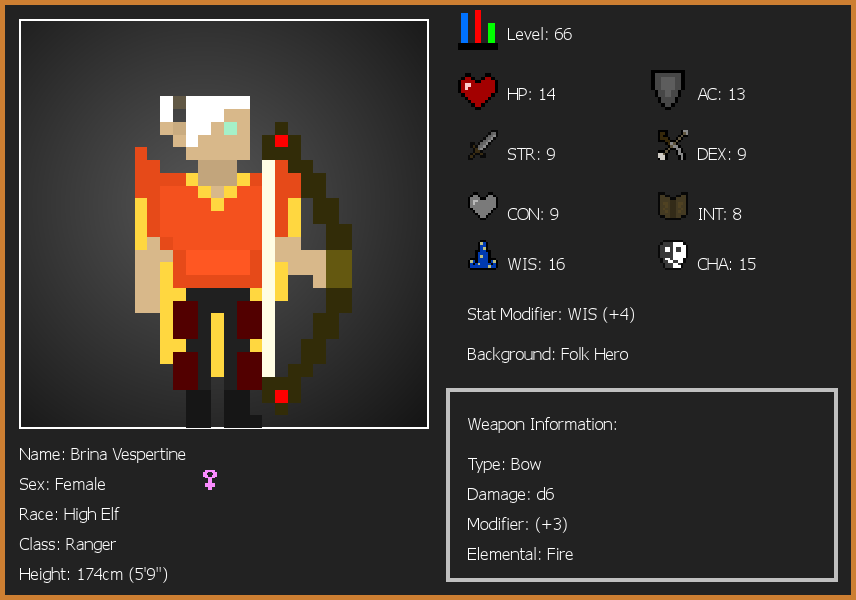 Level: 66
HP: 14
AC: 13
STR: 9
DEX: 9
CON: 9
INT: 8
WIS: 16
CHA: 15
Stat Modifier: WIS (+4)
Background: Folk Hero
Name: Brina Vespertine
Sex: Female
Race: High Elf
Class: Ranger
Height: 174cm (5'9")
Weapon Information:
Type: Bow
Damage: d6
Modifier: (+3)
Elemental: Fire